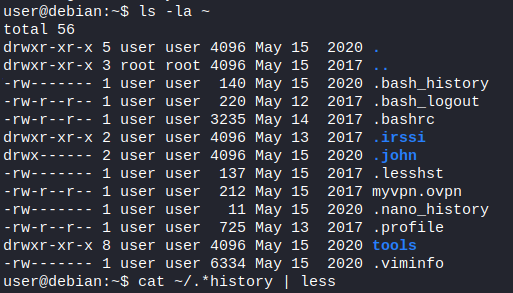 user@debian:~$ ls -la ~
total 56
drwxr-xr-x 5 user user 4096 May 15  2020 .
drwxr-xr-x 3 root root 4096 May 15  2017 ..
-rw------- 1 user user  140 May 15  2020 .bash_history
-rw-r--r-- 1 user user  220 May 12  2017 .bash_logout
-rw-r--r-- 1 user user 3235 May 14  2017 .bashrc
drwxr-xr-x 2 user user 4096 May 13  2017 .irssi
drwx------ 2 user user 4096 May 15  2020 .john
-rw------- 1 user user  137 May 15  2017 .lesshst
-rw-r--r-- 1 user user  212 May 15  2017 myvpn.ovpn
-rw------- 1 user user   11 May 15  2020 .nano_history
-rw-r--r-- 1 user user  725 May 13  2017 .profile
drwxr-xr-x 8 user user 4096 May 15  2020 tools
-rw------- 1 user user 6334 May 15  2020 .viminfo
user@debian:~$ cat ~/.*history | less